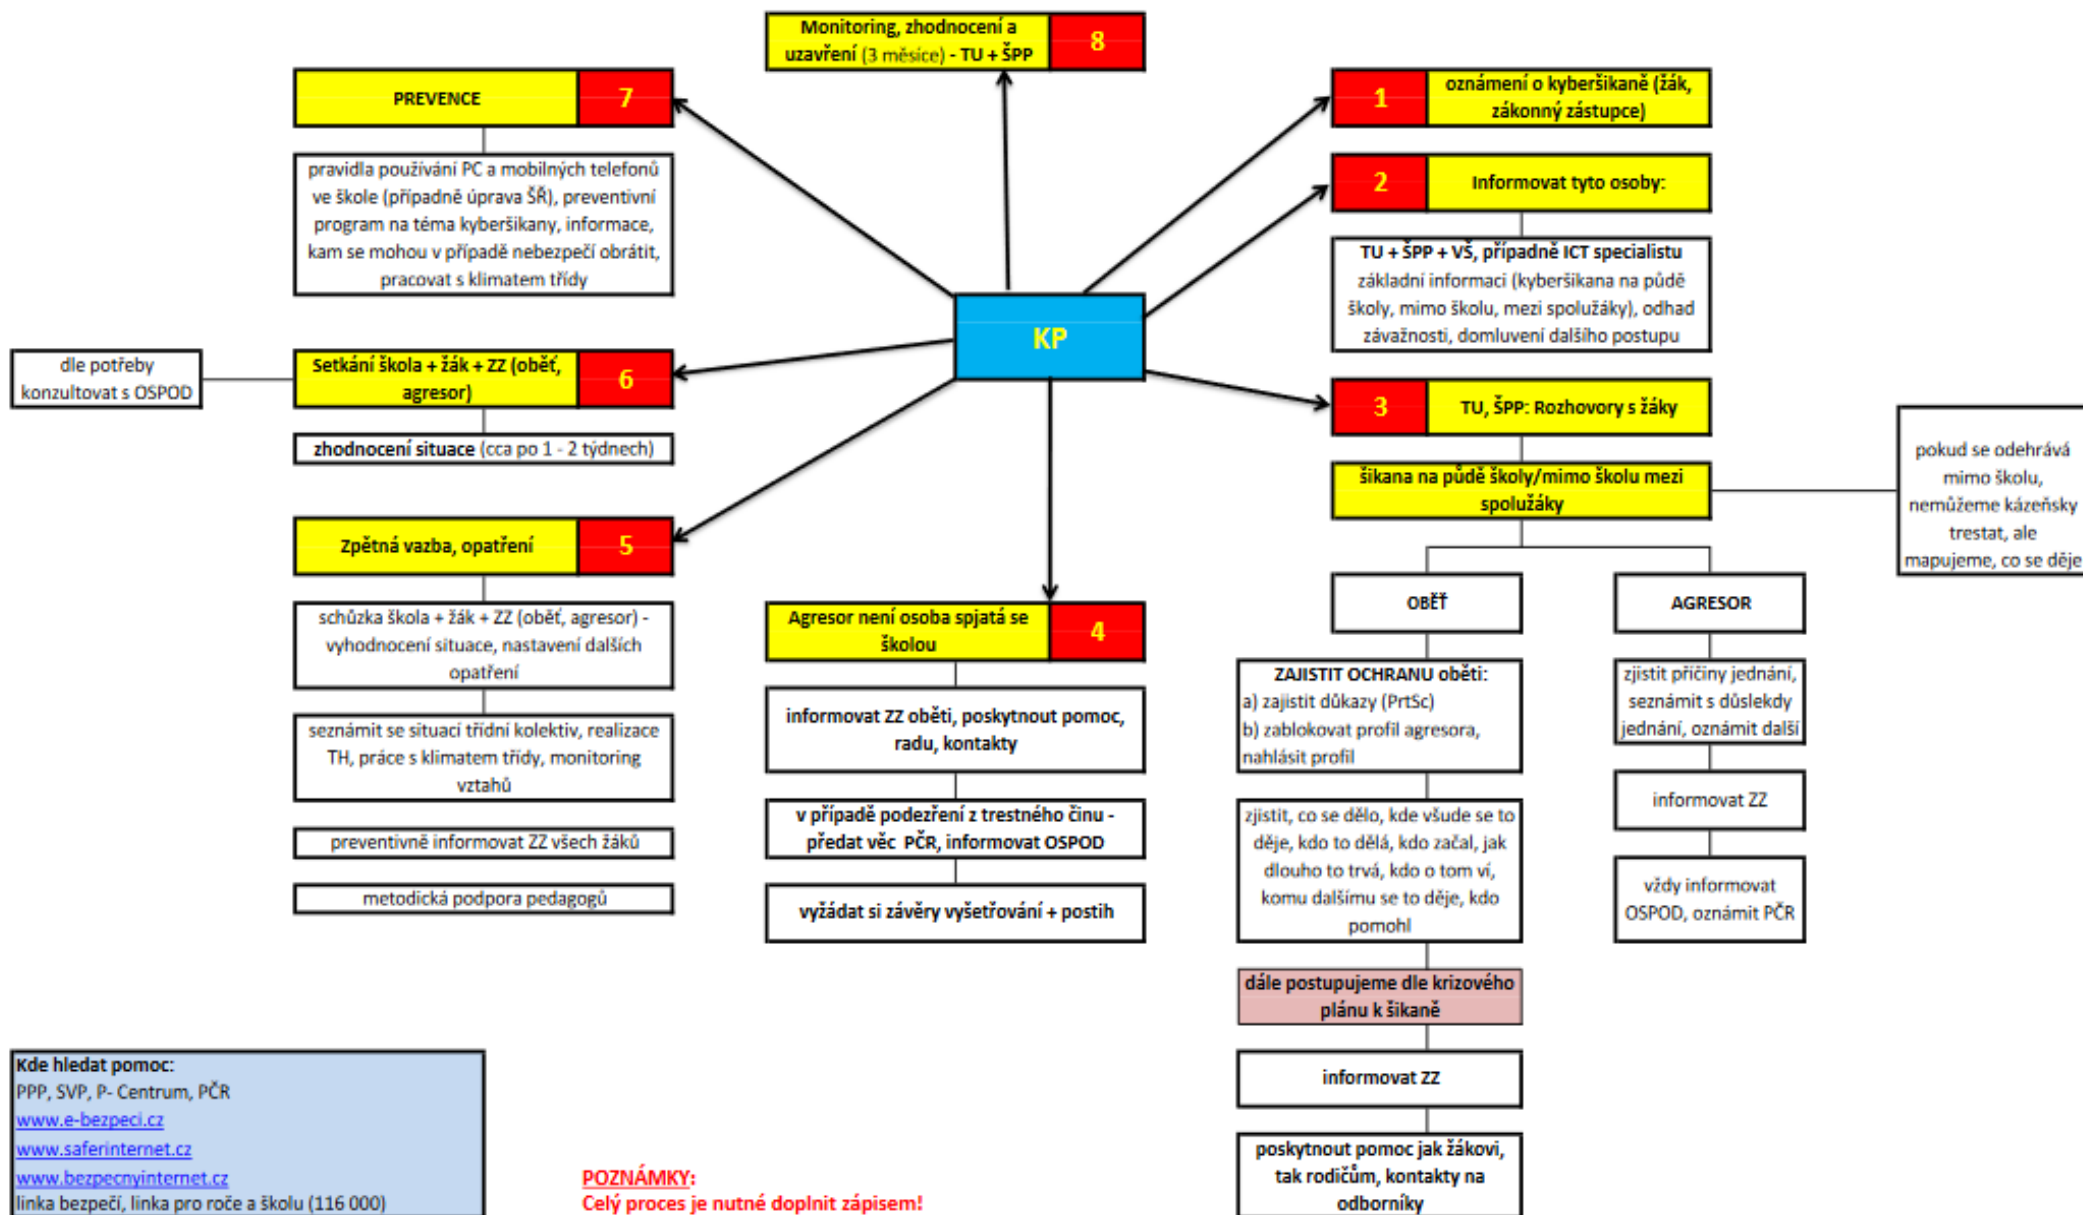 Monitoring, zhodnocení a
uzavření (3 měsíce) - TU + ŠPP
8
PREVENCE
7
pravidla používání PC a mobilných telefonů
ve škole (případně úprava ŠŘ), preventivní
program na téma kyberšikany, informace,
kam se mohou v případě nebezpečí obrátit,
pracovat s klimatem třídy
1
oznámení o kyberšikaně (žák,
zákonný zástupce)
2
Informovat tyto osoby:
TU + ŠPP + VŠ, případně ICT specialistu
základní informaci (kyberšikana na půdě
školy, mimo školu, mezi spolužáky), odhad
závažnosti, domluvení dalšího postupu
KP
dle potřeby
konzultovat s OSPOD
Setkání škola + žák + ZZ (oběť,
agresor)
6
zhodnocení situace (cca po 1 - 2 týdnech)
3
TU, ŠPP: Rozhovory s žáky
šikana na půdě školy/mimo školu mezi
spolužáky
pokud se odehrává
mimo školu,
nemůžeme kázeňsky
trestat, ale
mapujeme, co se děje
Zpětná vazba, opatření
5
schůzka škola + žák + ZZ (oběť, agresor) -
vyhodnocení situace, nastavení dalších
opatření
seznámit se situací třídní kolektiv, realizace
TH, práce s klimatem třídy, monitoring
vztahů
preventivně informovat ZZ všech žáků
metodická podpora pedagogů
Agresor není osoba spjatá se
školou
4
informovat ZZ oběti, poskytnout pomoc,
radu, kontakty
v případě podezření z trestného činu -
předat věc PČR, informovat OSPOD
vyžádat si závěry vyšetřování + postih
OBĚŤ
ZAJISTIT OCHRANU oběti:
a) zajistit důkazy (PrtSc)
b) zablokovat profil agresora,
nahlásit profil
zjistit, co se dělo, kde všude se to
děje, kdo to dělá, kdo začal, jak
dlouho to trvá, kdo o tom ví,
komu dalšímu se to děje, kdo
pomohl
dále postupujeme dle krizového
plánu k šikaně
informovat ZZ
poskytnout pomoc jak žákovi,
tak rodičům, kontakty na
odborníky
AGRESOR
zjistit příčiny jednání,
seznámit s důslekdy
jednání, oznámit další
informovat ZZ
vždy informovat
OSPOD, oznámit PČR
Kde hledat pomoc:
PPP, SVP, P- Centrum, PČR
www.e-bezpeci.cz
www.saferinternet.cz
www.bezpecnyinternet.cz
linka bezpečí, linka pro roče a školu (116 000)
POZNÁMKY:
Celý proces je nutné doplnit zápisem!